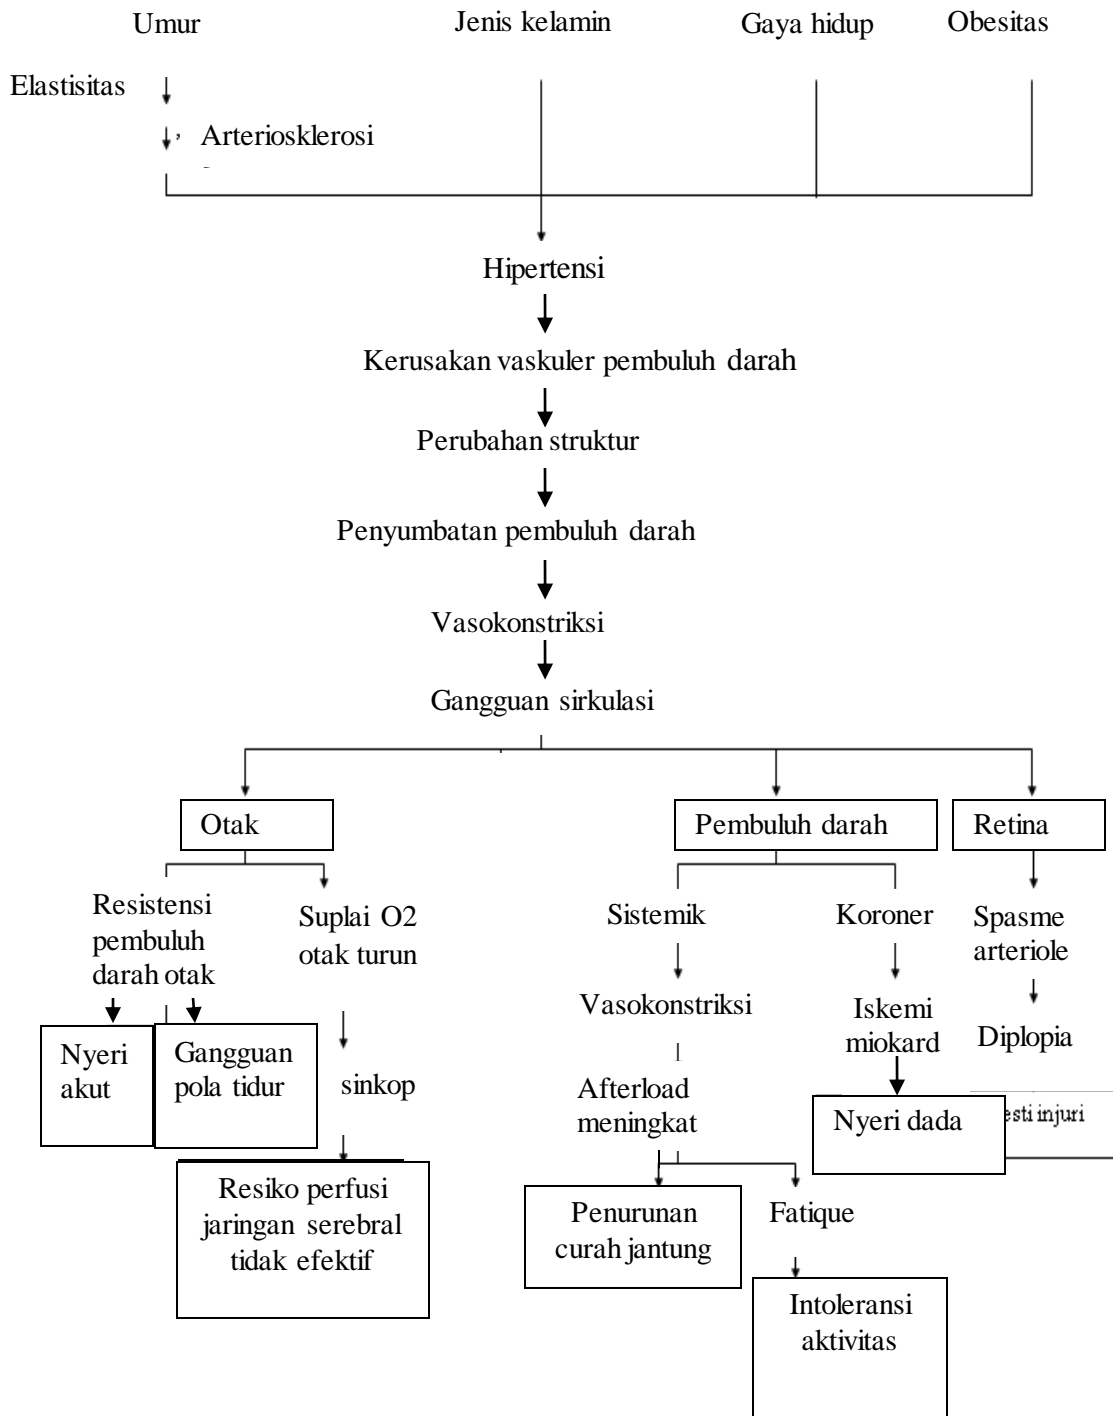 Umur
Jenis kelamin
Gaya hidup
Obesitas
Elastisitas
Arteriosklerosi
Hipertensi
Kerusakan vaskuler pembuluh darah
Perubahan struktur
Penyumbatan pembuluh darah
Vasokonstriksi
Gangguan sirkulasi
Otak
Pembuluh darah
Retina
Resistensi
pembuluh
darah otak
Suplai O2
otak turun
Sistemik
Koroner
Spasme
arteriole
Vasokonstriksi
Iskemi
miokard
Diplopia
Nyeri
akut
Gangguan
pola tidur
sinkop
Afterload
meningkat
Nyeri dada
esti injuri
Resiko perfusi
jaringan serebral
tidak efektif
Penurunan
curah jantung
Fatique
Intoleransi
aktivitas